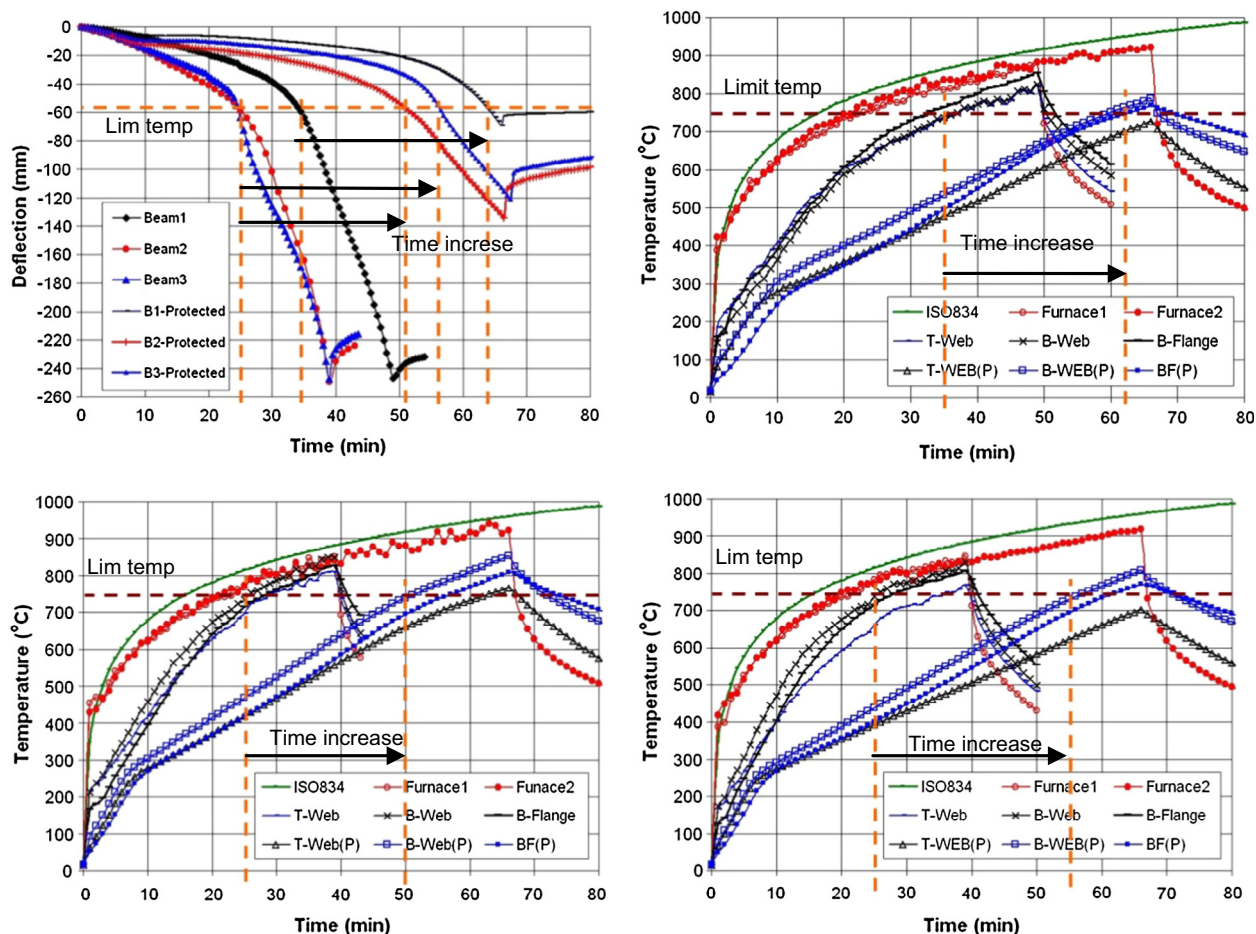 0
-20
-40
-60
-80
-100
-120
-140
-160
-180
-200
-220
-240
-260
Deflection (mm)
Lim temp
Time increse
Beam1
Beam2
Beam3
B1-Protected
B2-Protected
B3-Protected
0 10 20 30 40 50 60 70 80
Time (min)
1000
900
800
700
600
500
400
300
200
100
0
Temperature (°C)
Limit temp
Time increase
ISO834 Furnace1 Furnace2
T-Web B-Web B-Flange
T-WEB(P) B-WEB(P) BF(P)
0 10 20 30 40 50 60 70 80
Time (min)
1000
900
800
700
600
500
400
300
200
100
0
Temperature (°C)
Lim temp
Time increase
ISO834 Furnace1 Funace2
T-Web B-Web B-Flange
T-Web(P) B-Web(P) BF(P)
0 10 20 30 40 50 60 70 80
Time (min)
1000
900
800
700
600
500
400
300
200
100
0
Temperature (°C)
Lim temp
Time increase
ISO834 Furnace1 Furnace2
T-Web B-Web B-Flange
T-WEB(P) B-WEB(P) BF(P)
0 10 20 30 40 50 60 70 80
Time (min)